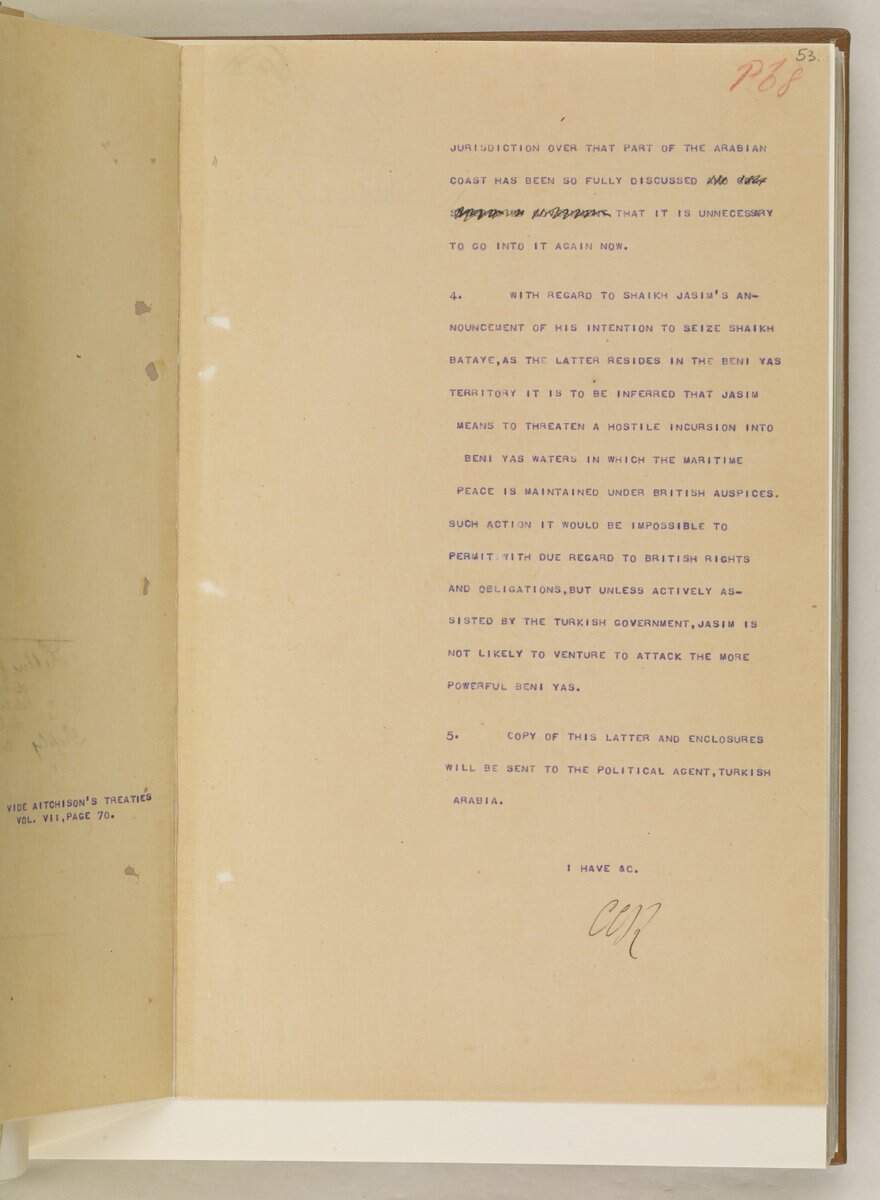 53.
P68
JURISDICTION OVER THAT PART OF THE ARABIAN
COAST HAS BEEN SO FULLY DISCUSSED
THAT IT IS UNNECESSARY
TO GO INTO IT AGAIN NOW.
4. WITH REGARD TO SHAIKH JASIM'S AN-
NOUNCEMENT OF HIS INTENTION TO SEIZE SHAIKH
BATAYE,AS THE LATTER RESIDES IN THE BENI YAS
TERRITORY IT IS TO BE INFERRED THAT JASIM
MEANS TO THREATEN A HOSTILE INCURSION INTO
BENI YAS WATERS IN WHICH THE MARITIME
PEACE IS MAINTAINED UNDER BRITISH AUSPICES.
SUCH ACTION IT WOULD BE IMPOSSIBLE TO
PERMIT WITH DUE REGARD TO BRITISH RIGHTS
AND OBLIGATIONS,BUT UNLESS ACTIVELY AS-
SISTED BY THE TURKISH GOVERNMENT,JASIM IS
NOT LIKELY TO VENTURE TO ATTACK THE MORE
POWERFUL BENI YAS.
5. COPY OF THIS LATTER AND ENCLOSURES
WILL BE SENT TO THE POLITICAL AGENT,TURKISH
ARABIA.
I HAVE &C.
VIDE AITCHISON'S TREATIES
VOL. VII,PAGE 70.